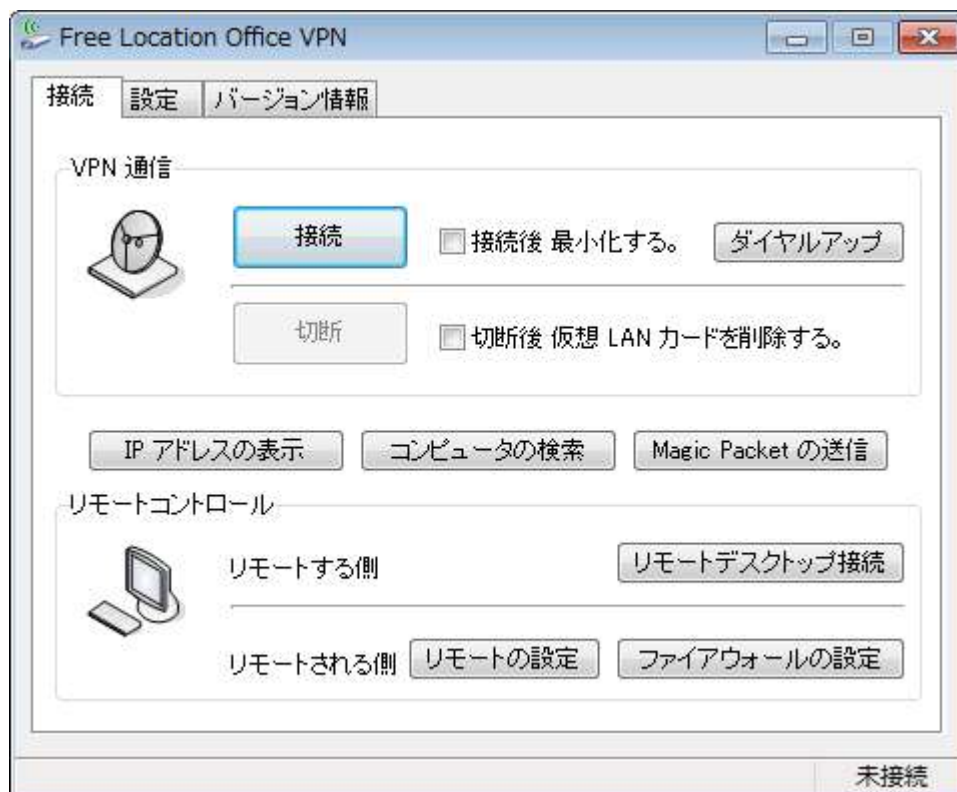 Free Location Office VPN
接続 設定 バージョン情報
VPN 通信
接続 接続後 最小化する。 ダイヤルアップ
切断 切断後 仮想 LAN カードを削除する。
IP アドレスの表示 コンピュータの検索 Magic Packet の送信
リモートコントロール
リモートする側 リモートデスクトップ接続
リモートされる側 リモートの設定 ファイアウォールの設定
未接続